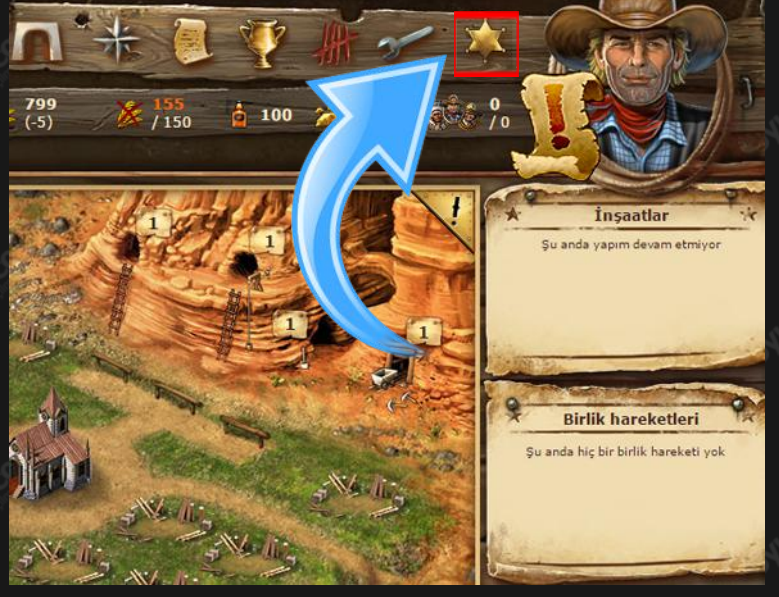 799
(-5)
155
/ 150
100
0
/ 0
1
1
1
1
İnşaatlar
Şu anda yapım devam etmiyor
Birlik hareketleri
Şu anda hiç bir birlik hareketi yok